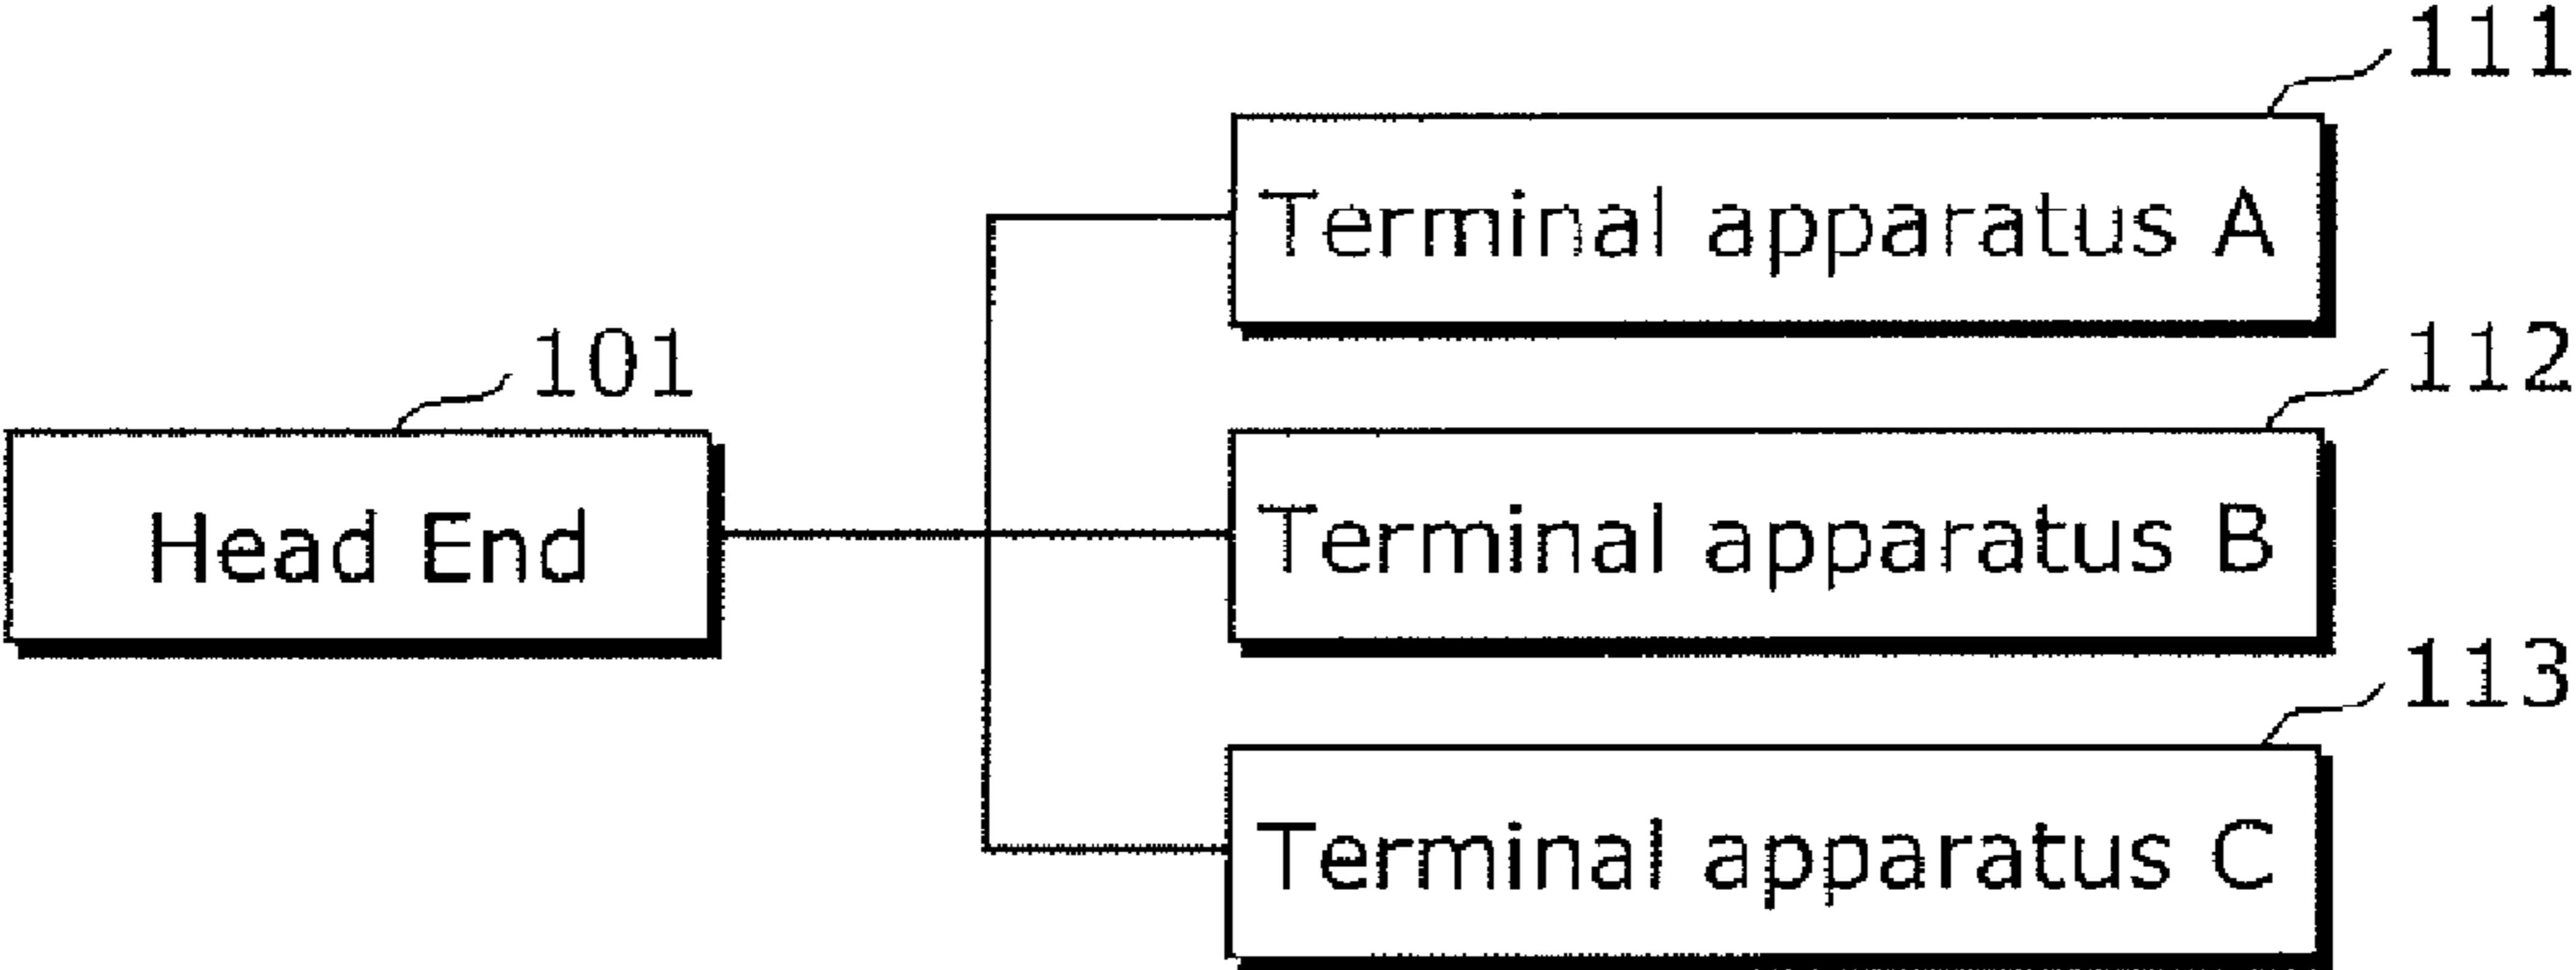 111
Terminal apparatus A
101
112
Head End
Terminal apparatus B
113
Terminal apparatus C